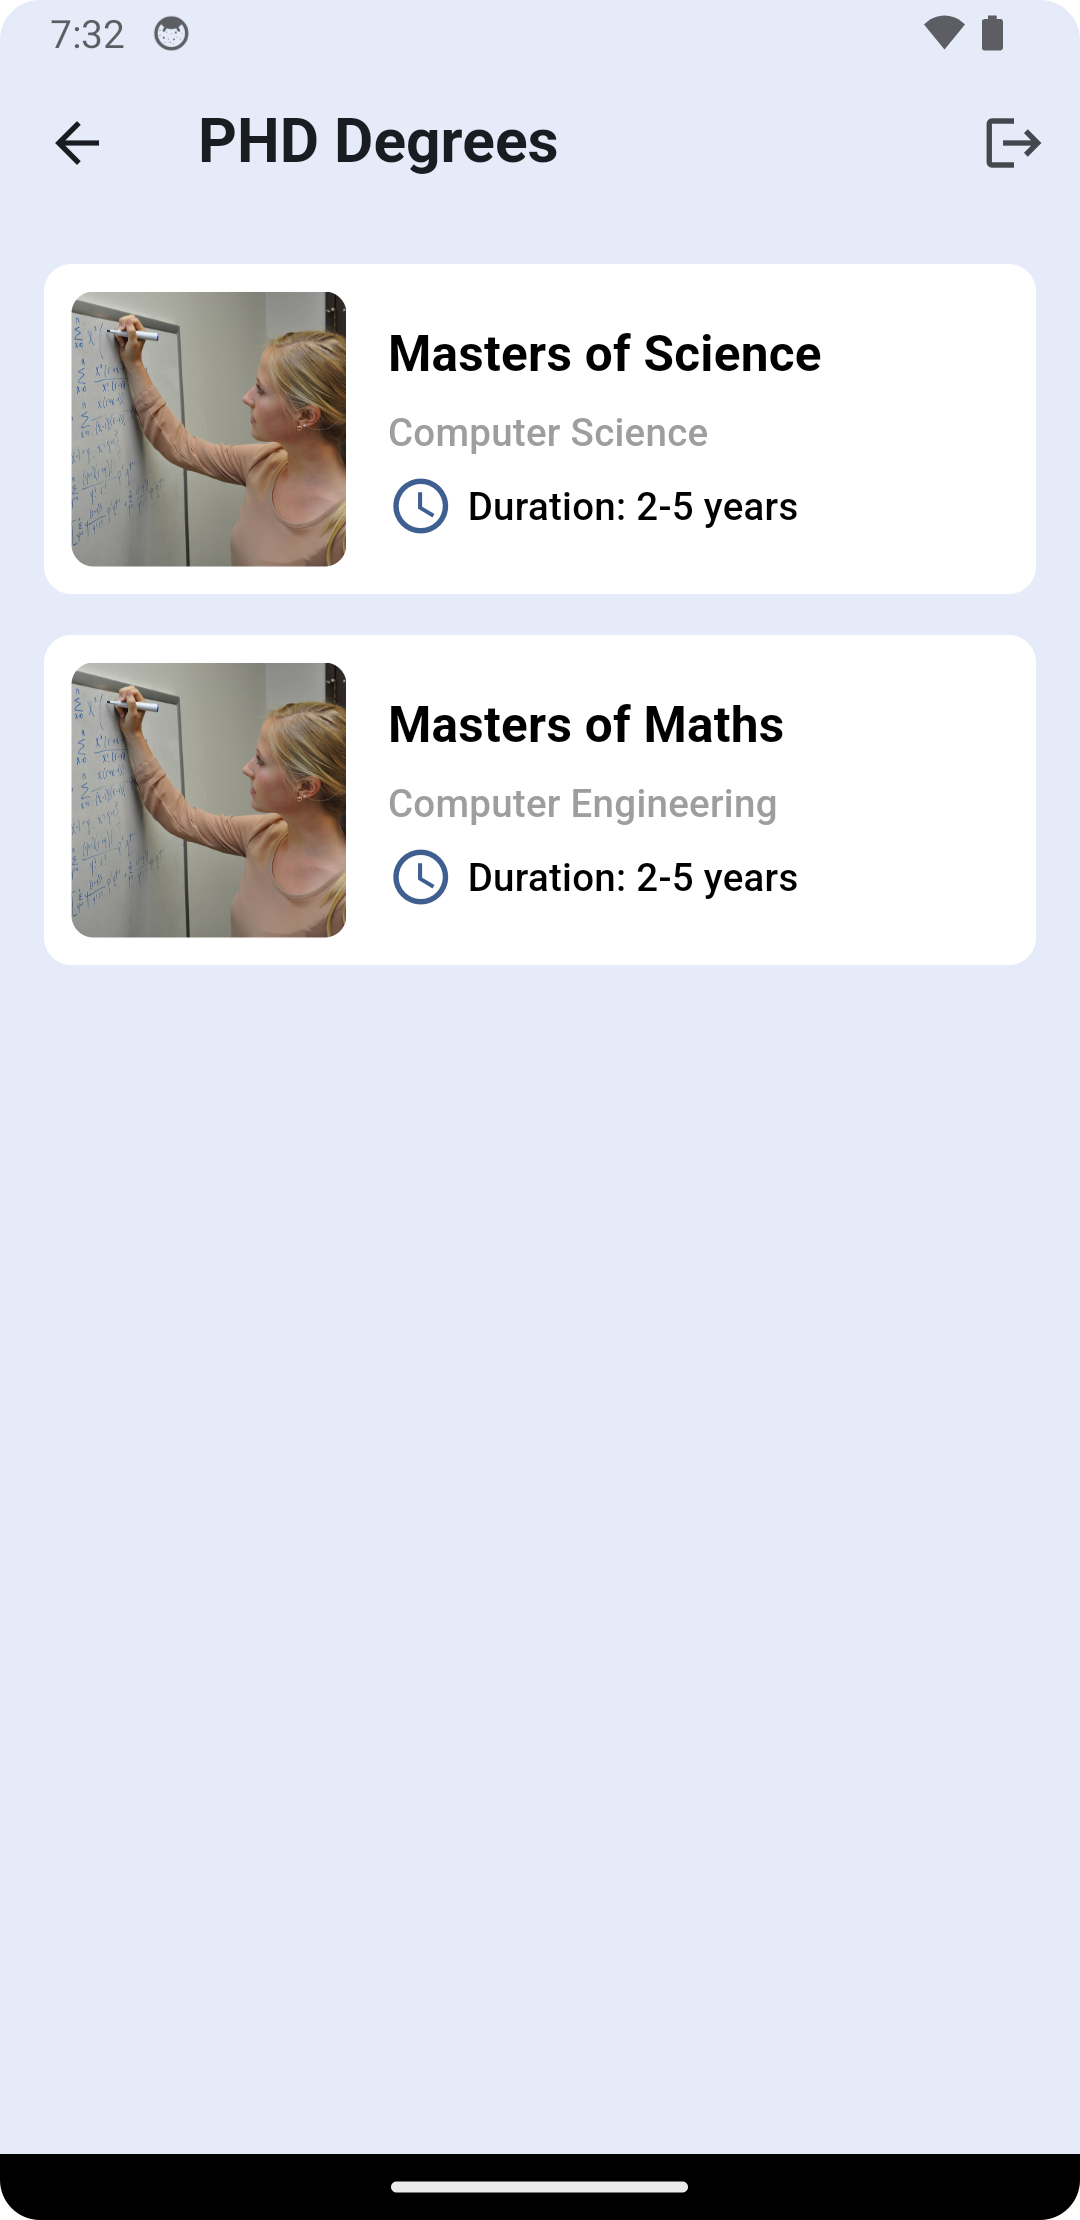 7:32
PHD Degrees
Masters of Science
Computer Science
Duration: 2-5 years
Masters of Maths
Computer Engineering
Duration: 2-5 years